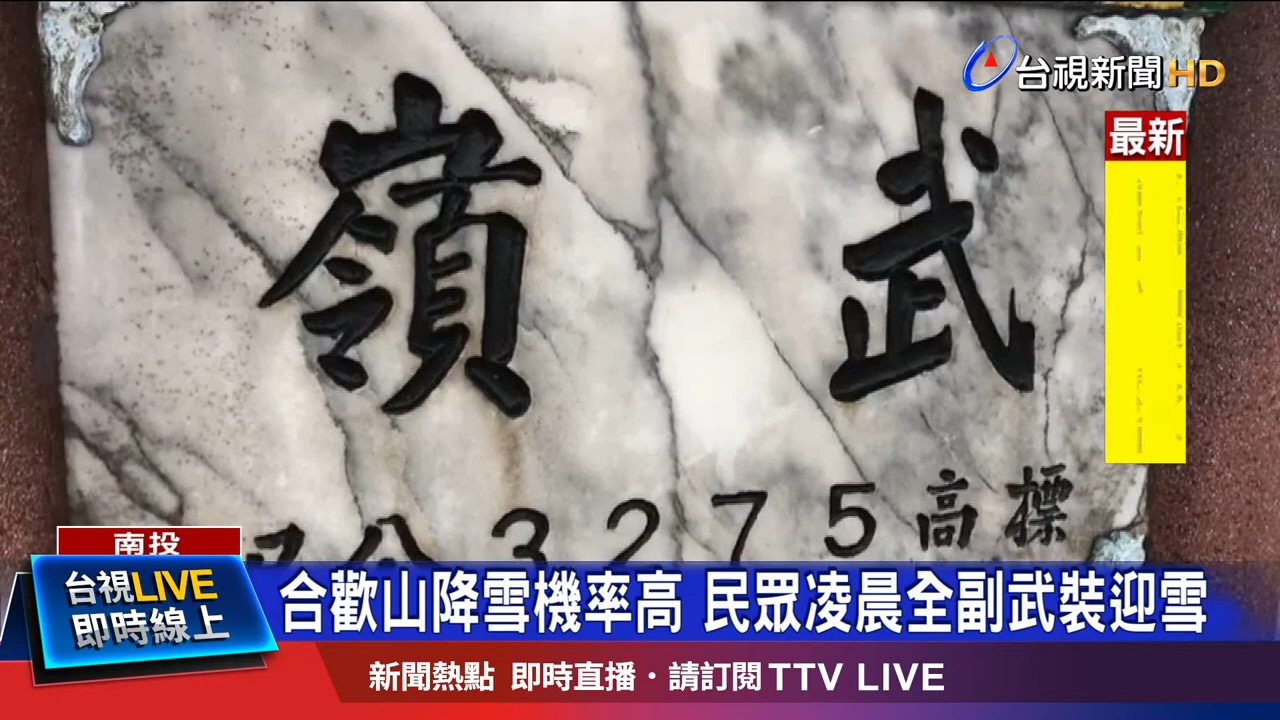 台視新聞HD
最新
武嶺
標高 3275 公尺
南投
台視LIVE
即時線上
合歡山降雪機率高 民眾凌晨全副武裝迎雪
新聞熱點 即時直播・請訂閱TTV LIVE